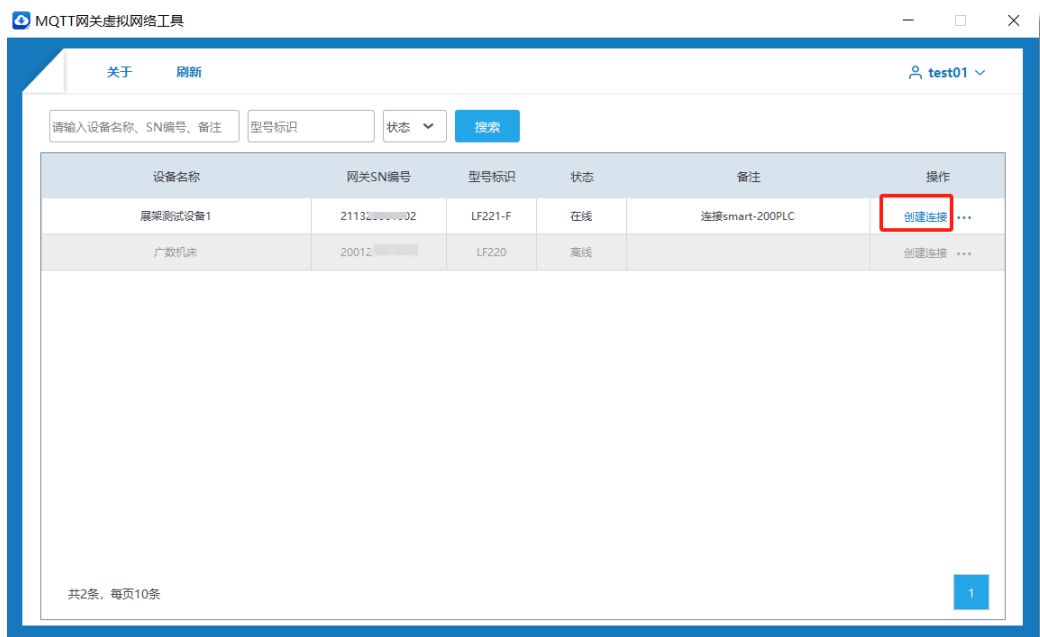 MQTT网关虚拟网络工具
关于 刷新 test01
请输入设备名称、SN编号、备注 型号标识 状态 搜索
设备名称 网关SN编号 型号标识 状态 备注 操作
展架测试设备1 LF221-F 在线 连接smart-200PLC 创建连接 ...
广数机床 LF220 离线 创建连接 ...
共2条, 每页10条 1